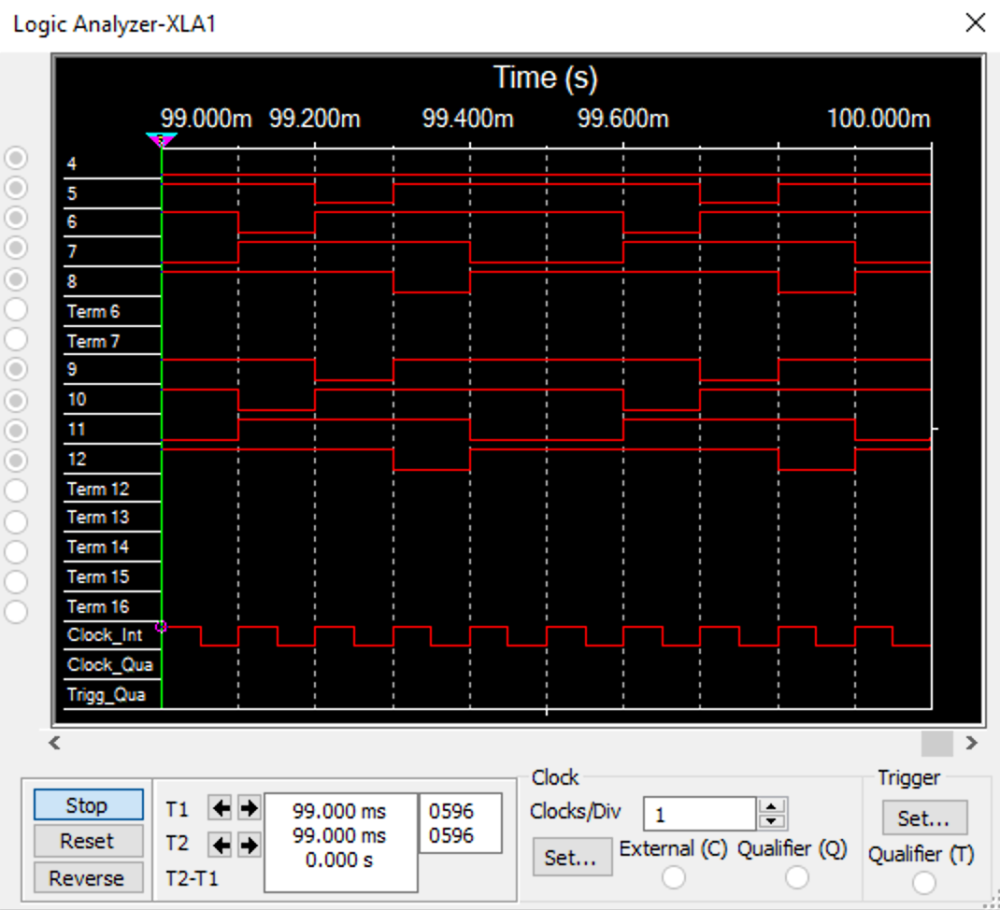 Logic Analyzer-XLA1
Time (s)
99.000m 99.200m 99.400m 99.600m 100.000m
4
5
6
7
8
Term 6
Term 7
9
10
11
12
Term 12
Term 13
Term 14
Term 15
Term 16
Clock_Int
Clock_Qua
Trigg_Qua
Stop
Reset
Reverse
T1
T2
T2-T1
99.000 ms
99.000 ms
0.000 s
0596
0596
Clock
Clocks/Div 1
Set... External (C) Qualifier (Q)
Trigger
Set...
Qualifier (T)